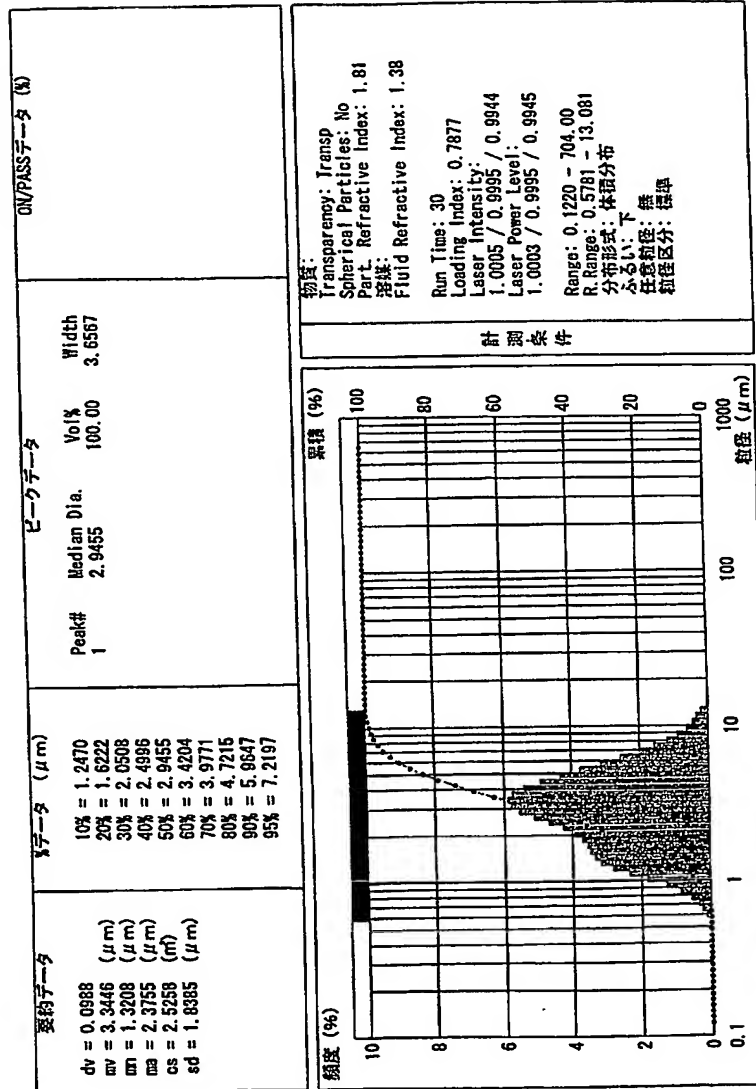 要約データ
dv = 0.0988
mv = 3.3446 (μm)
mn = 1.3208 (μm)
ma = 2.3755 (μm)
cs = 2.5258 (㎡)
sd = 1.8385 (μm)
%データ (μm)
10% = 1.2470
20% = 1.6222
30% = 2.0508
40% = 2.4996
50% = 2.9455
60% = 3.4204
70% = 3.9771
80% = 4.7215
90% = 5.8647
95% = 7.2197
ピークデータ
Peak# Median Dia. Vol% Width
1 2.9455 100.00 3.6567
ON/PASSデータ (%)
頻度 (%)
累積 (%)
10
8
6
4
2
0
100
80
60
40
20
0
0.1 1 10 100 1000
粒径 (μm)
計測条件
物質:
Transparency: Transp
Spherical Particles: No
Part. Refractive Index: 1.81
溶媒:
Fluid Refractive Index: 1.38
Run Time: 30
Loading Index: 0.7877
Laser Intensity:
1.0005 / 0.9995 / 0.9944
Laser Power Level:
1.0003 / 0.9995 / 0.9945
Range: 0.1220 - 704.00
R.Range: 0.5781 - 13.081
分布形式: 体積分布
ふるい: 下
任意粒径: 無
粒径区分: 標準